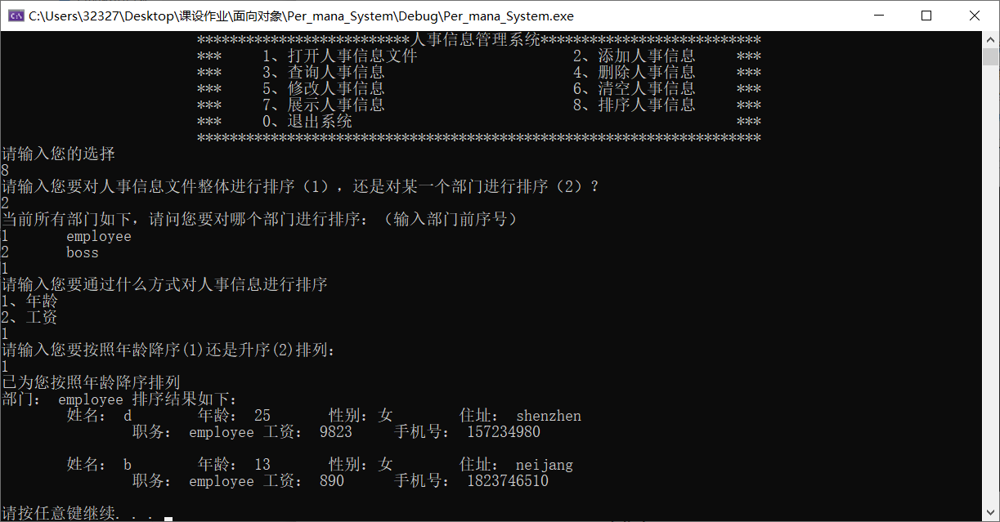 C:\Users\32327\Desktop\课设作业\面向对象\Per_mana_System\Debug\Per_mana_System.exe
**************************人事信息管理系统***************************
*** 1、打开人事信息文件 2、添加人事信息 ***
*** 3、查询人事信息 4、删除人事信息 ***
*** 5、修改人事信息 6、清空人事信息 ***
*** 7、展示人事信息 8、排序人事信息 ***
*** 0、退出系统 ***
*********************************************************************
请输入您的选择
8
请输入您要对人事信息文件整体进行排序（1），还是对某一个部门进行排序（2）？
2
当前所有部门如下，请问您要对哪个部门进行排序：（输入部门前序号）
1 employee
2 boss
1
请输入您要通过什么方式对人事信息进行排序
1、年龄
2、工资
1
请输入您要按照年龄降序(1)还是升序(2)排列：
1
已为您按照年龄降序排列
部门： employee 排序结果如下：
姓名： d 年龄： 25 性别：女 住址： shenzhen
职务： employee 工资： 9823 手机号： 157234980
姓名： b 年龄： 13 性别：女 住址： neijang
职务： employee 工资： 890 手机号： 1823746510
请按任意键继续. . .